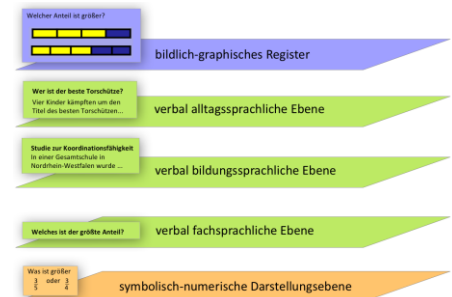 Welcher Anteil ist größer?
bildlich-graphisches Register
Wer ist der beste Torschütze?
Vier Kinder kämpften um den
Titel des besten Torschützen...
verbal alltagssprachliche Ebene
Studie zur Koordinationsfähigkeit
In einer Gesamtschule in
Nordrhein-Westfalen wurde ...
verbal bildungssprachliche Ebene
Welches ist der größte Anteil?
verbal fachsprachliche Ebene
Was ist größer
3/5 oder 3/4
symbolisch-numerische Darstellungsebene